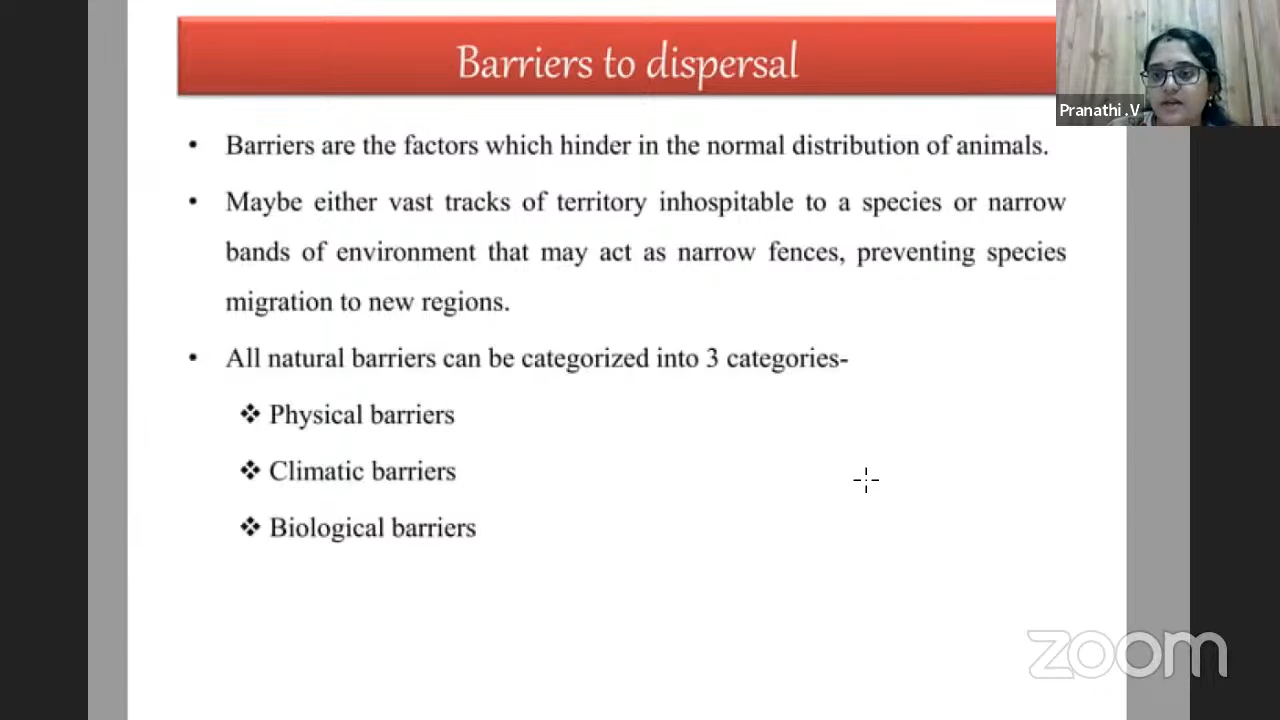 Barriers to dispersal
Pranathi .V
• Barriers are the factors which hinder in the normal distribution of animals.
• Maybe either vast tracks of territory inhospitable to a species or narrow
bands of environment that may act as narrow fences, preventing species
migration to new regions.
• All natural barriers can be categorized into 3 categories-
❖ Physical barriers
❖ Climatic barriers
❖ Biological barriers
zoom